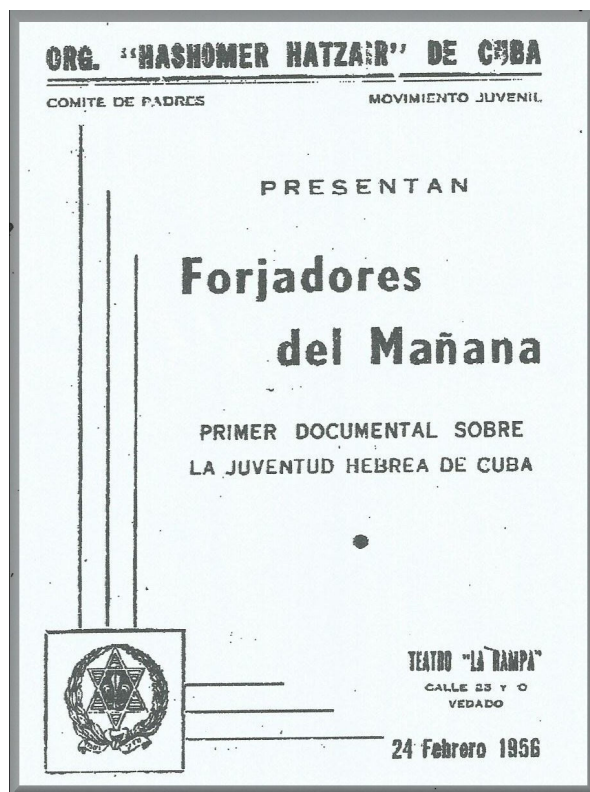 ORG. "HASHOMER HATZAIR" DE CUBA
COMITE DE PADRES
MOVIMIENTO JUVENIL
PRESENTAN
Forjadores
del Mañana
PRIMER DOCUMENTAL SOBRE
LA JUVENTUD HEBREA DE CUBA
TEATRO "LA RAMPA"
CALLE 23 Y O
VEDADO
24 Febrero 1956